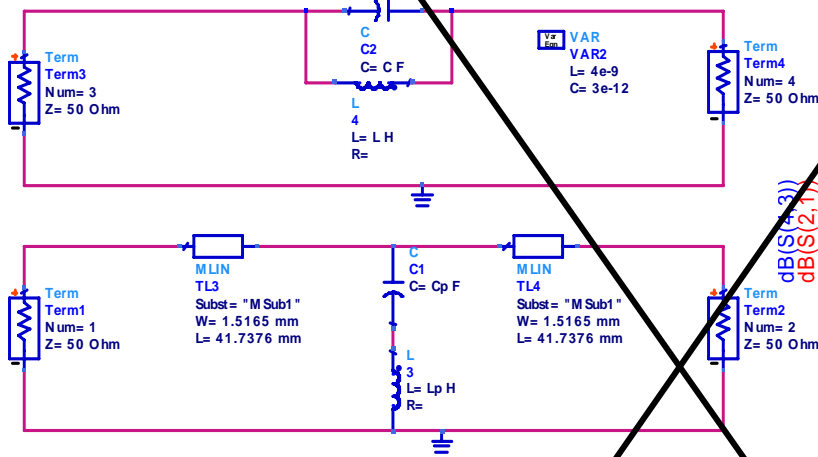 C
C2
C= C F
L
4
L= L H
R=
Var
Eqn
VAR
VAR2
L= 4e-9
C= 3e-12
+
Term
Term3
Num= 3
Z= 50 Ohm
-
+
Term
Term4
Num= 4
Z= 50 Ohm
-
dB(S(4,3))
dB(S(2,1))
MLIN
TL3
Subst= "MSub1"
W= 1.5165 mm
L= 41.7376 mm
C
C1
C= Cp F
MLIN
TL4
Subst= "MSub1"
W= 1.5165 mm
L= 41.7376 mm
+
Term
Term1
Num= 1
Z= 50 Ohm
-
L
3
L= Lp H
R=
+
Term
Term2
Num= 2
Z= 50 Ohm
-